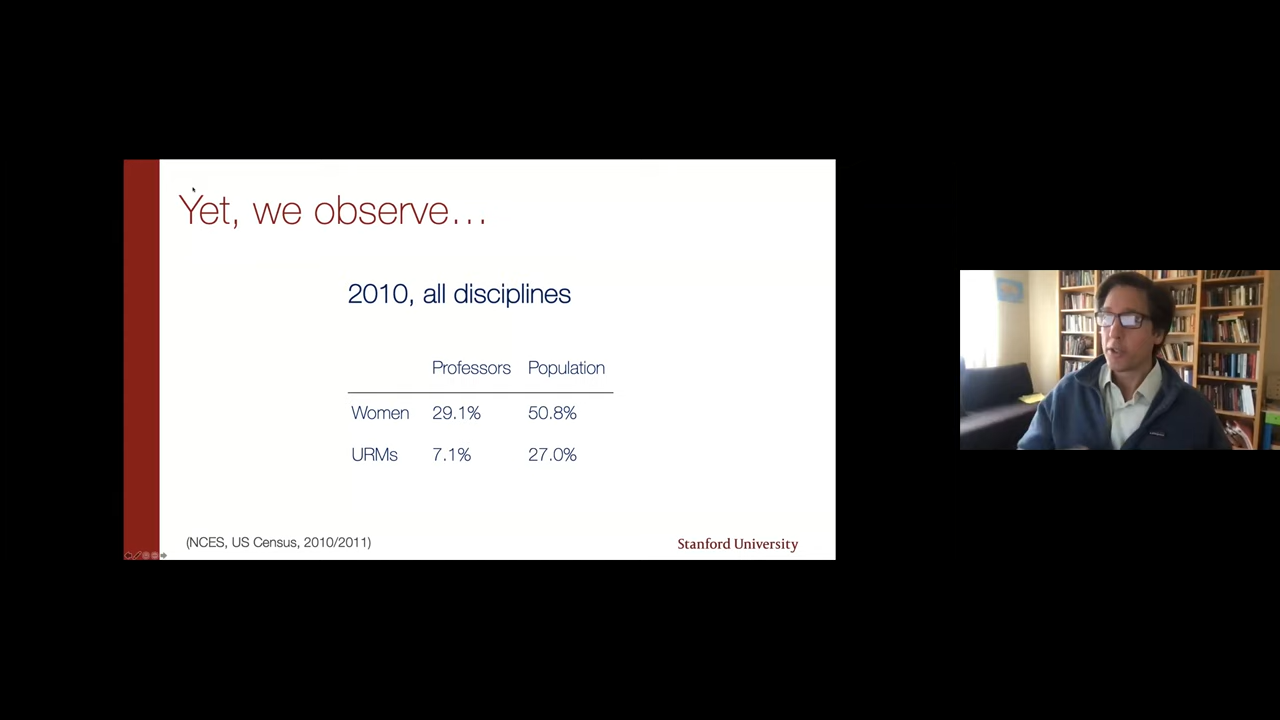 Yet, we observe…
2010, all disciplines
Professors Population
Women 29.1% 50.8%
URMs 7.1% 27.0%
(NCES, US Census, 2010/2011)
Stanford University